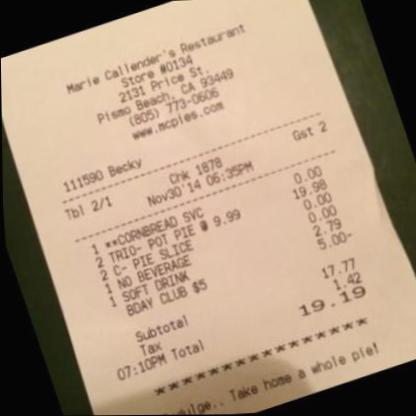 Marie Callender's Restaurant
Store #0134
2131 Price St.
Pismo Beach, CA 93449
(805) 773-0606
www.mcpies.com
111590 Becky
Tbl 2/1 Chk 1878 Gst 2
Nov30'14 06:35PM
1 **CORNBREAD SVC 0.00
2 TRIO- POT PIE @ 9.99 19.98
2 C- PIE SLICE 0.00
1 NO BEVERAGE 0.00
1 SOFT DRINK 2.79
BDAY CLUB $5 5.00-
Subtotal 17.77
Tax 1.42
07:10PM Total 19.19
****************
Take home a whole pie!